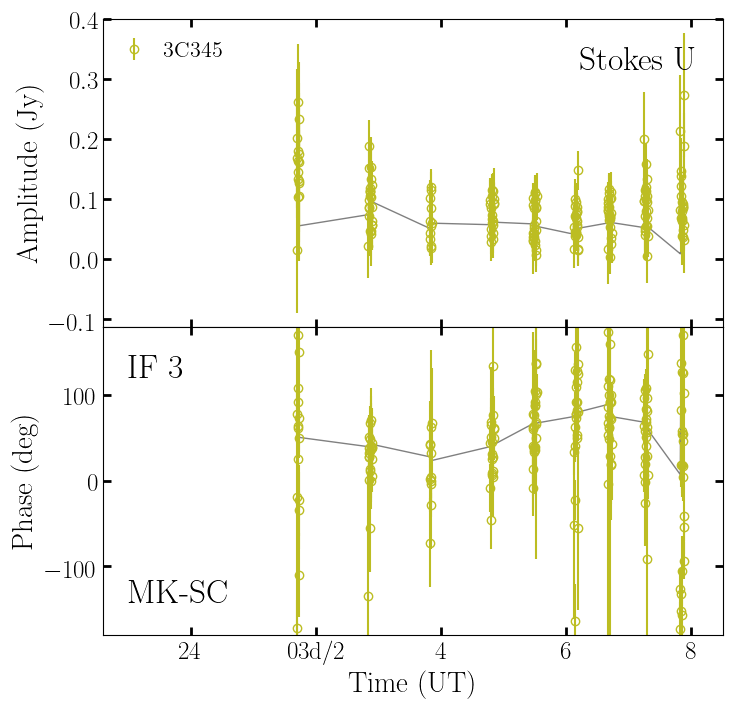 0.4
3C345
Stokes U
0.3
0.2
0.1
0.0
−0.1
Amplitude (Jy)
IF 3
100
0
−100
Phase (deg)
MK-SC
24
03d/2
4
6
8
Time (UT)